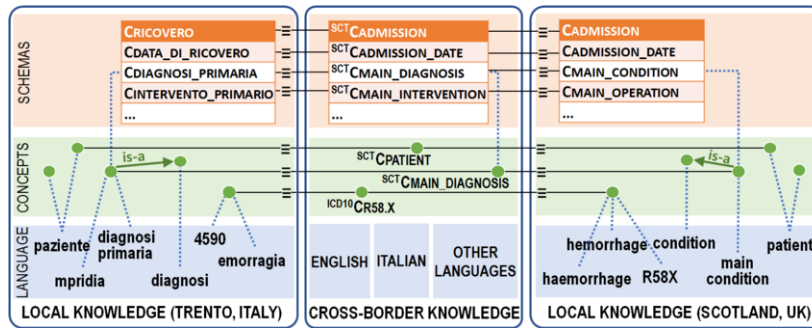 SCHEMAS
CRICOVERO
CDATA_DI_RICOVERO
CDIAGNOSI_PRIMARIA
CINTERVENTO_PRIMARIO
...
≡
≡
≡
≡
SCTCADMISSION
SCTCADMISSION_DATE
SCTCMAIN_DIAGNOSIS
SCTCMAIN_INTERVENTION
...
≡
≡
≡
≡
CADMISSION
CADMISSION_DATE
CMAIN_CONDITION
CMAIN_OPERATION
...
CONCEPTS
is-a
≡
≡
≡
SCTCPATIENT
SCTCMAIN_DIAGNOSIS
ICD10CR58.X
≡
≡
≡
is-a
LANGUAGE
paziente
mpridia
diagnosi
primaria
diagnosi
4590
emorragia
ENGLISH
ITALIAN
OTHER
LANGUAGES
haemorrhage
hemorrhage
R58X
condition
main
condition
patient
LOCAL KNOWLEDGE (TRENTO, ITALY)
CROSS-BORDER KNOWLEDGE
LOCAL KNOWLEDGE (SCOTLAND, UK)